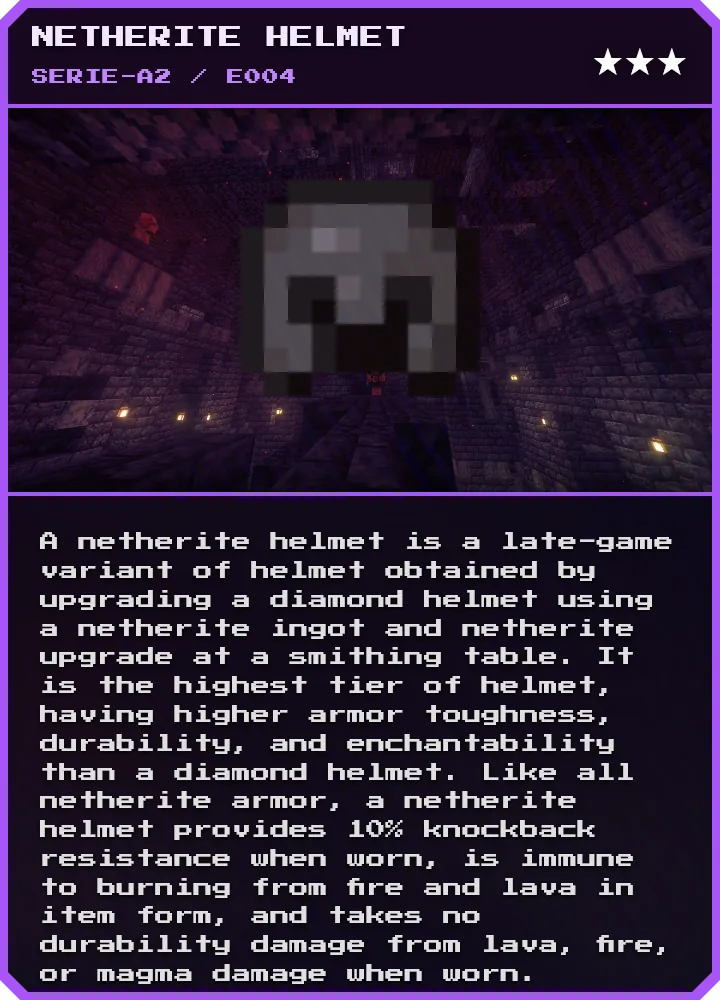 NETHERITE HELMET
SERIE-A2 / E004
★★★
A netherite helmet is a late-game
variant of helmet obtained by
upgrading a diamond helmet using
a netherite ingot and netherite
upgrade at a smithing table. It
is the highest tier of helmet,
having higher armor toughness,
durability, and enchantability
than a diamond helmet. Like all
netherite armor, a netherite
helmet provides 10% knockback
resistance when worn, is immune
to burning from fire and lava in
item form, and takes no
durability damage from lava, fire,
or magma damage when worn.